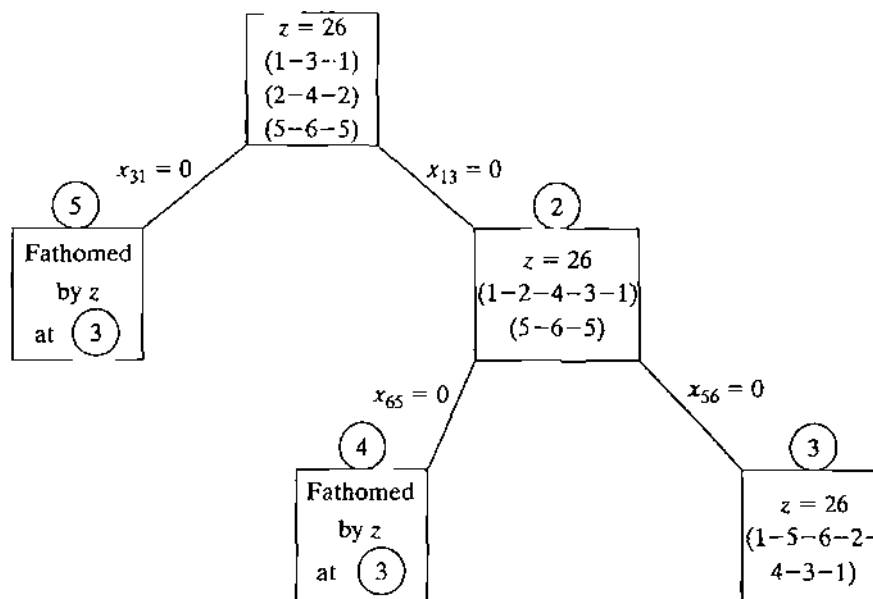 z = 26
(1-3-1)
(2-4-2)
(5-6-5)
x₃₁ = 0
x₁₃ = 0
5
Fathomed
by z
at 3
2
z = 26
(1-2-4-3-1)
(5-6-5)
x₆₅ = 0
x₅₆ = 0
4
Fathomed
by z
at 3
3
z = 26
(1-5-6-2-
4-3-1)